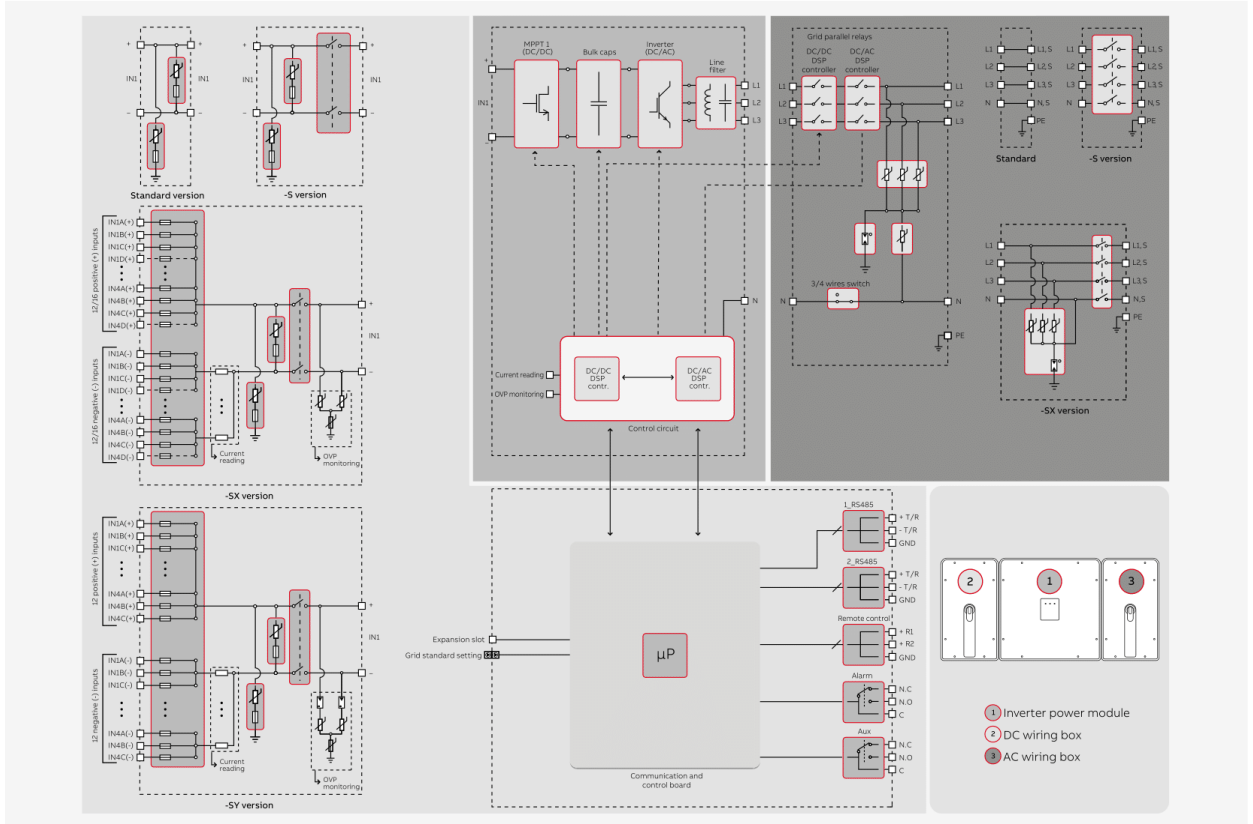 +
+
IN1
IN1
-
-
Standard version
+
+
IN1
IN1
-
-
-S version
12/16 positive (+) inputs
IN1A(+)
IN1B(+)
IN1C(+)
IN1D(+)
IN4A(+)
IN4B(+)
IN4C(+)
IN4D(+)
12/16 negative (-) inputs
IN1A(-)
IN1B(-)
IN1C(-)
IN1D(-)
IN4A(-)
IN4B(-)
IN4C(-)
IN4D(-)
+
IN1
-
Current
reading
OVP
monitoring
-SX version
12 positive (+) inputs
IN1A(+)
IN1B(+)
IN1C(+)
IN4A(+)
IN4B(+)
IN4C(+)
12 negative (-) inputs
IN1A(-)
IN1B(-)
IN1C(-)
IN4A(-)
IN4B(-)
IN4C(-)
+
IN1
-
Current
reading
OVP
monitoring
-SY version
MPPT 1
(DC/DC)
Bulk caps
Inverter
(DC/AC)
Line
filter
+
IN1
-
L1
L2
L3
N
Current reading
OVP monitoring
DC/DC
DSP
contr.
DC/AC
DSP
contr.
Control circuit
Grid parallel relays
DC/DC
DSP
controller
DC/AC
DSP
controller
L1
L2
L3
L1
L2
L3
3/4 wires switch
N
N
PE
L1
L2
L3
N
L1,S
L2,S
L3,S
N,S
PE
Standard
L1
L2
L3
N
L1,S
L2,S
L3,S
N,S
PE
-S version
L1
L2
L3
N
L1,S
L2,S
L3,S
N,S
PE
-SX version
Expansion slot
Grid standard setting
μP
Communication and
control board
1_RS485
+ T/R
- T/R
GND
2_RS485
+ T/R
- T/R
GND
Remote control
+ R1
+ R2
GND
Alarm
N.C
N.O
C
Aux
N.C
N.O
C
2
1
3
1 Inverter power module
2 DC wiring box
3 AC wiring box